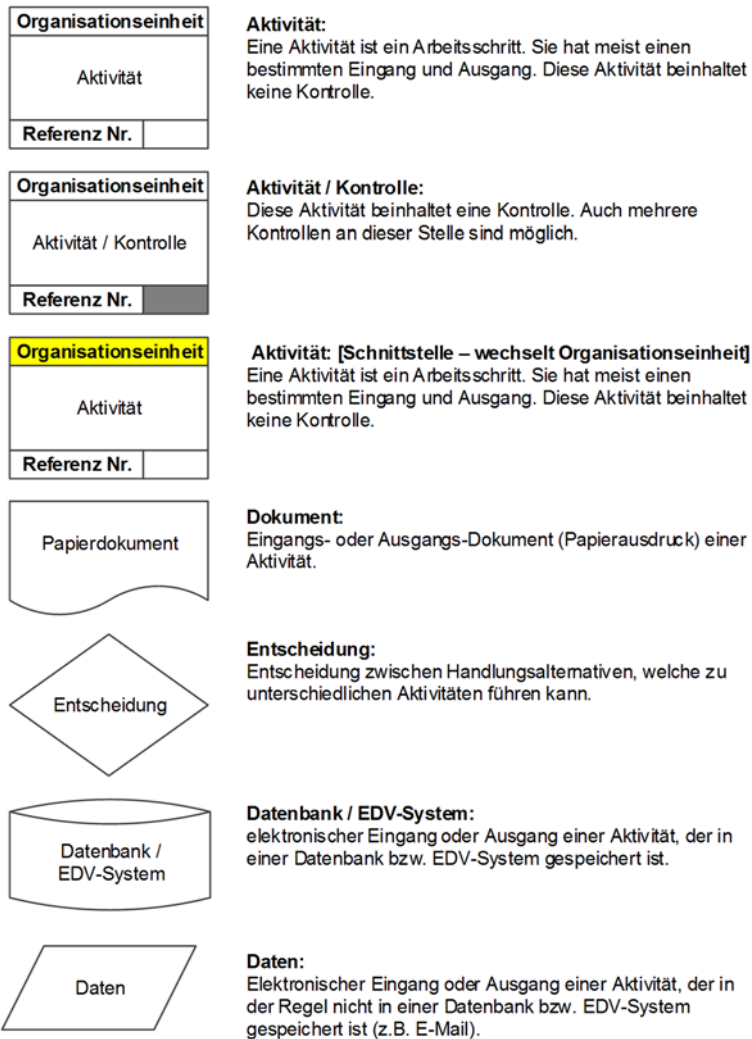 Organisationseinheit
Aktivität
Referenz Nr.
Aktivität:
Eine Aktivität ist ein Arbeitsschritt. Sie hat meist einen
bestimmten Eingang und Ausgang. Diese Aktivität beinhaltet
keine Kontrolle.
Organisationseinheit
Aktivität / Kontrolle
Referenz Nr.
Aktivität / Kontrolle:
Diese Aktivität beinhaltet eine Kontrolle. Auch mehrere
Kontrollen an dieser Stelle sind möglich.
Organisationseinheit
Aktivität
Referenz Nr.
Aktivität: [Schnittstelle – wechselt Organisationseinheit]
Eine Aktivität ist ein Arbeitsschritt. Sie hat meist einen
bestimmten Eingang und Ausgang. Diese Aktivität beinhaltet
keine Kontrolle.
Papierdokument
Dokument:
Eingangs- oder Ausgangs-Dokument (Papierausdruck) einer
Aktivität.
Entscheidung
Entscheidung:
Entscheidung zwischen Handlungsalternativen, welche zu
unterschiedlichen Aktivitäten führen kann.
Datenbank /
EDV-System
Datenbank / EDV-System:
elektronischer Eingang oder Ausgang einer Aktivität, der in
einer Datenbank bzw. EDV-System gespeichert ist.
Daten
Daten:
Elektronischer Eingang oder Ausgang einer Aktivität, der in
der Regel nicht in einer Datenbank bzw. EDV-System
gespeichert ist (z.B. E-Mail).